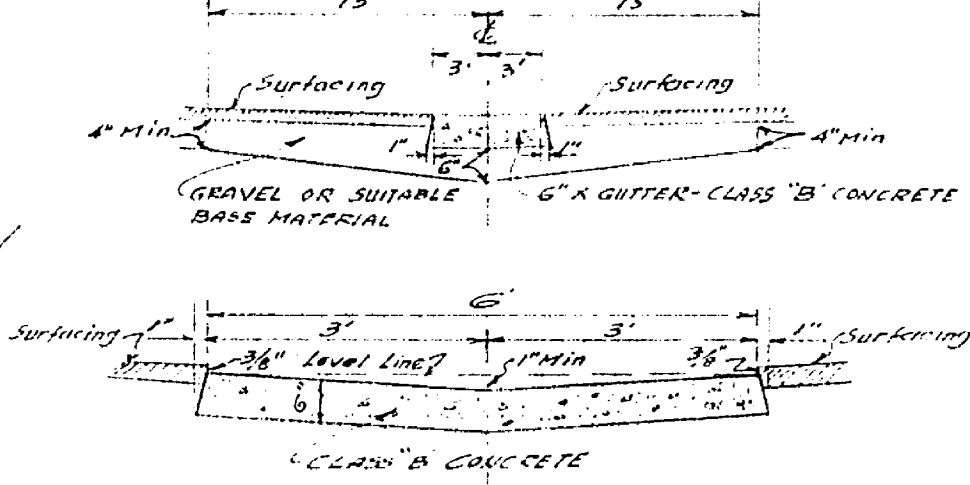 15' 15'
℄
3' 3'
Surfacing Surfacing
4" Min 4" Min
1" 1"
6"
GRAVEL OR SUITABLE
BASE MATERIAL
6" X GUTTER-CLASS "B" CONCRETE
6'
Surfacing 1" 3' 3' 1" Surfacing
3/8" Level Line 1" Min 3/8"
6"
CLASS "B" CONCRETE